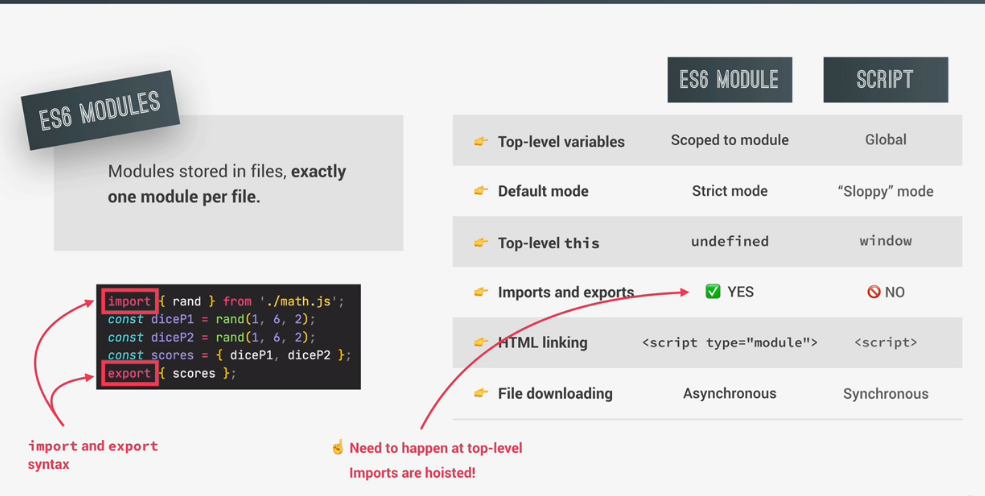 ES6 MODULES
Modules stored in files, exactly
one module per file.
import { rand } from './math.js';
const diceP1 = rand(1, 6, 2);
const diceP2 = rand(1, 6, 2);
const scores = { diceP1, diceP2 };
export { scores };
import and export
syntax
ES6 MODULE SCRIPT
👉 Top-level variables Scoped to module Global
👉 Default mode Strict mode “Sloppy” mode
👉 Top-level this undefined window
👉 Imports and exports ✅ YES 🚫 NO
👉 HTML linking <script type="module"> <script>
👉 File downloading Asynchronous Synchronous
☝️ Need to happen at top-level
Imports are hoisted!